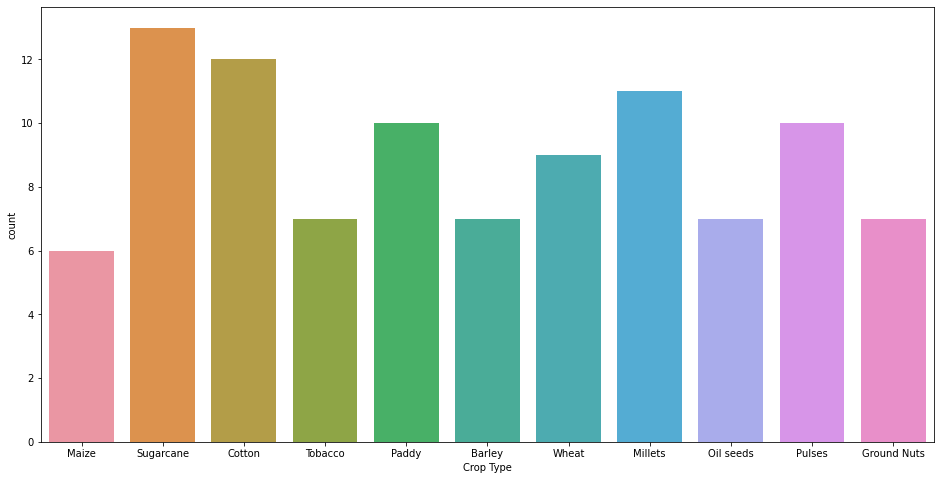 12
10
8
6
4
2
0
count
Maize Sugarcane Cotton Tobacco Paddy Barley Wheat Millets Oil seeds Pulses Ground Nuts
Crop Type